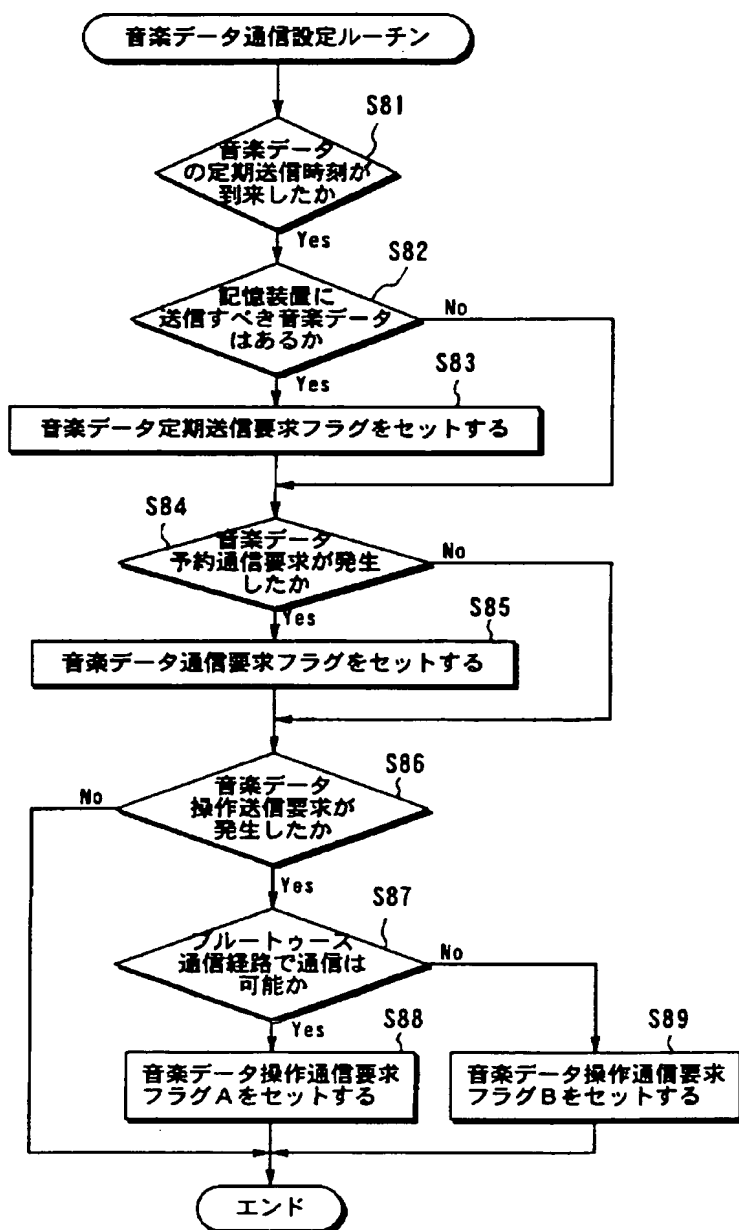 音楽データ通信設定ルーチン
S81
音楽データ
の定期送信時刻が
到来したか
Yes
S82
記憶装置に
送信すべき音楽データ
はあるか
No
Yes
S83
音楽データ定期送信要求フラグをセットする
S84
音楽データ
予約通信要求が発生
したか
No
Yes
S85
音楽データ通信要求フラグをセットする
S86
音楽データ
操作送信要求が
発生したか
No
Yes
S87
ブルートゥース
通信経路で通信は
可能か
No
Yes
S88
音楽データ操作通信要求
フラグAをセットする
S89
音楽データ操作通信要求
フラグBをセットする
エンド